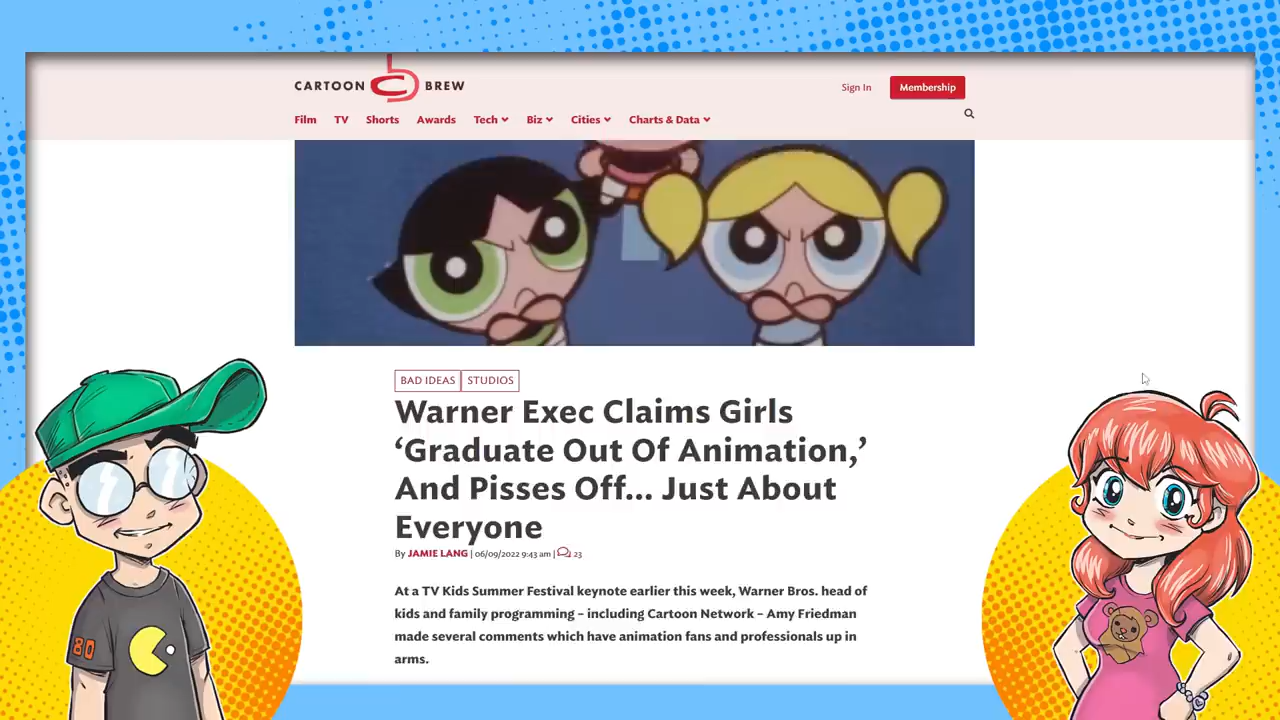 CARTOON BREW
Sign In
Membership
Film TV Shorts Awards Tech Biz Cities Charts & Data
BAD IDEAS STUDIOS
Warner Exec Claims Girls
‘Graduate Out Of Animation,’
And Pisses Off... Just About
Everyone
By JAMIE LANG | 06/09/2022 9:43 am | 23
At a TV Kids Summer Festival keynote earlier this week, Warner Bros. head of
kids and family programming – including Cartoon Network – Amy Friedman
made several comments which have animation fans and professionals up in
arms.
80